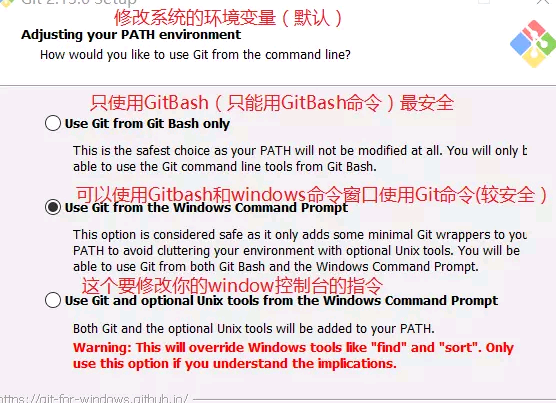 修改系统的环境变量（默认）
Adjusting your PATH environment
How would you like to use Git from the command line?
只使用GitBash（只能用GitBash命令）最安全
Use Git from Git Bash only
This is the safest choice as your PATH will not be modified at all. You will only b
able to use the Git command line tools from Git Bash.
可以使用Gitbash和windows命令窗口使用Git命令(较安全）
Use Git from the Windows Command Prompt
This option is considered safe as it only adds some minimal Git wrappers to you
PATH to avoid cluttering your environment with optional Unix tools. You will be
able to use Git from both Git Bash and the Windows Command Prompt.
这个要修改你的window控制台的指令
Use Git and optional Unix tools from the Windows Command Prompt
Both Git and the optional Unix tools will be added to your PATH.
Warning: This will override Windows tools like "find" and "sort". Only
use this option if you understand the implications.
https://git-for-windows.github.io/